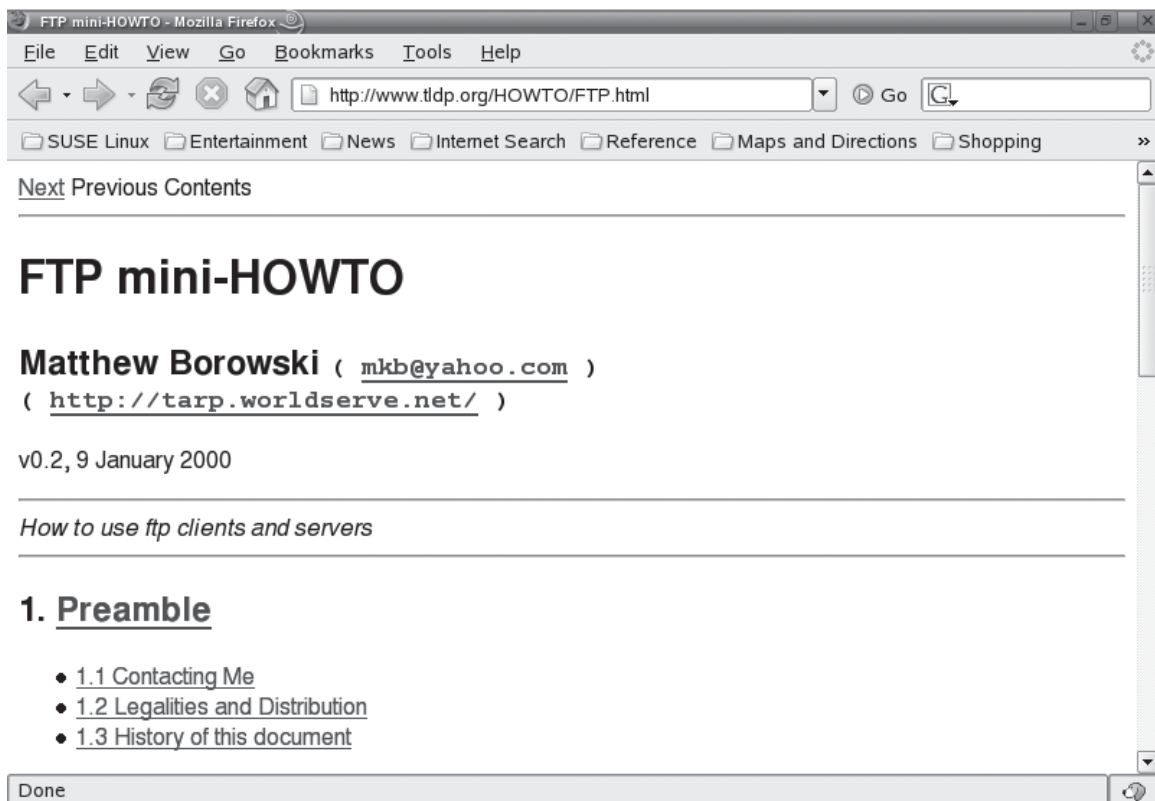 FTP mini-HOWTO - Mozilla Firefox
File Edit View Go Bookmarks Tools Help
http://www.tldp.org/HOWTO/FTP.html Go G
SUSE Linux Entertainment News Internet Search Reference Maps and Directions Shopping »
Next Previous Contents
FTP mini-HOWTO
Matthew Borowski ( mkb@yahoo.com )
( http://tarp.worldserve.net/ )
v0.2, 9 January 2000
How to use ftp clients and servers
1. Preamble
• 1.1 Contacting Me
• 1.2 Legalities and Distribution
• 1.3 History of this document
Done